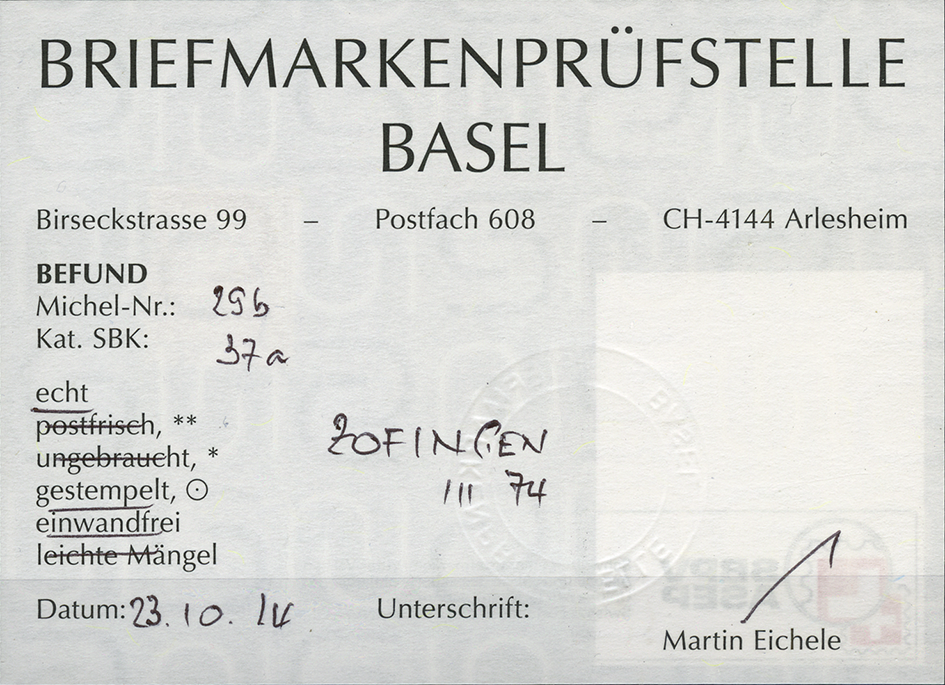 BRIEFMARKENPRÜFSTELLE
BASEL
Birseckstrasse 99 – Postfach 608 – CH-4144 Arlesheim
BEFUND
Michel-Nr.: 29b
Kat. SBK: 37a
echt
postfrisch, **
ungebraucht, *
gestempelt, ⊙
einwandfrei
leichte Mängel
ZOFINGEN
III 74
Datum: 23.10.14 Unterschrift:
Martin Eichele